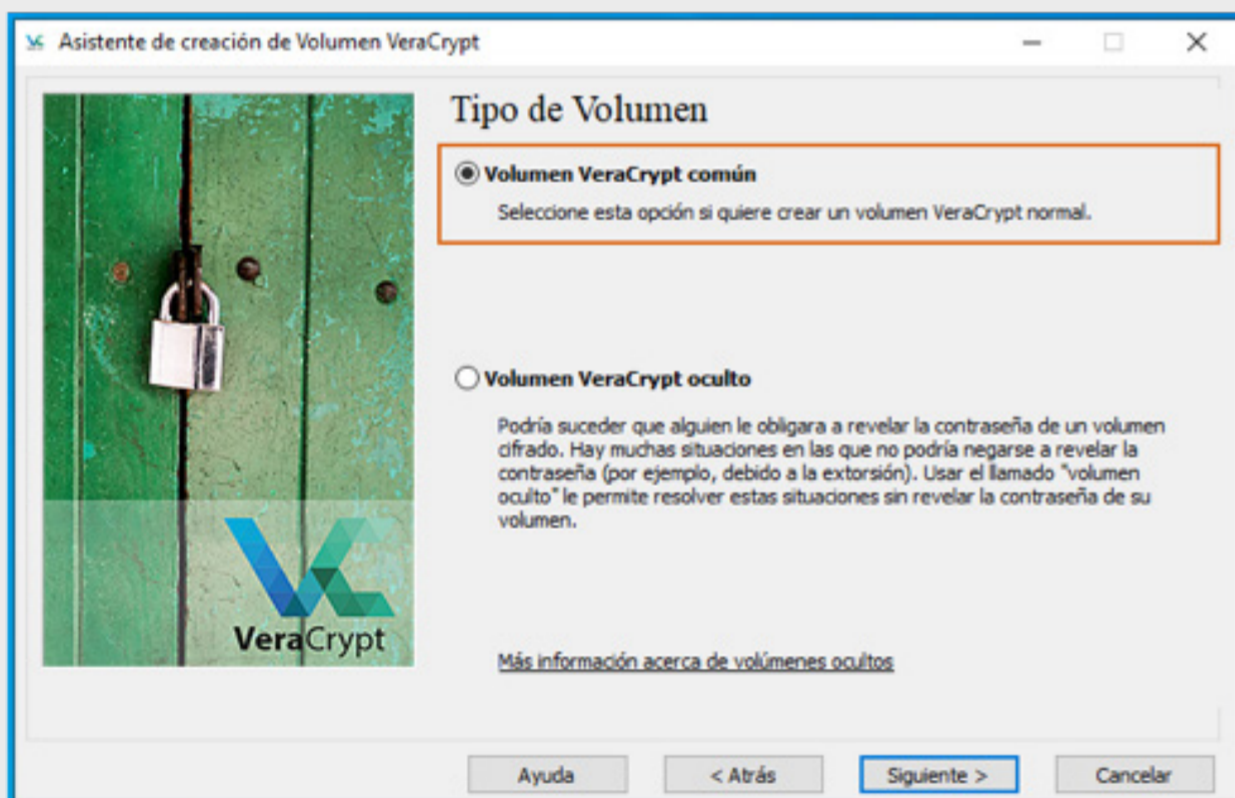 Asistente de creación de Volumen VeraCrypt
Tipo de Volumen
Volumen VeraCrypt común
Seleccione esta opción si quiere crear un volumen VeraCrypt normal.
Volumen VeraCrypt oculto
Podría suceder que alguien le obligara a revelar la contraseña de un volumen
cifrado. Hay muchas situaciones en las que no podría negarse a revelar la
contraseña (por ejemplo, debido a la extorsión). Usar el llamado "volumen
oculto" le permite resolver estas situaciones sin revelar la contraseña de su
volumen.
VeraCrypt
Más información acerca de volúmenes ocultos
Ayuda
< Atrás
Siguiente >
Cancelar